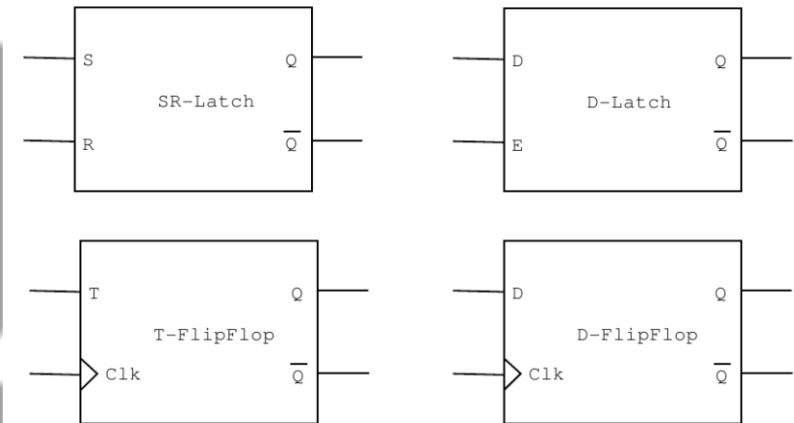 S Q
SR-Latch
R Q
D Q
D-Latch
E Q
T Q
T-FlipFlop
Clk Q
D Q
D-FlipFlop
Clk Q